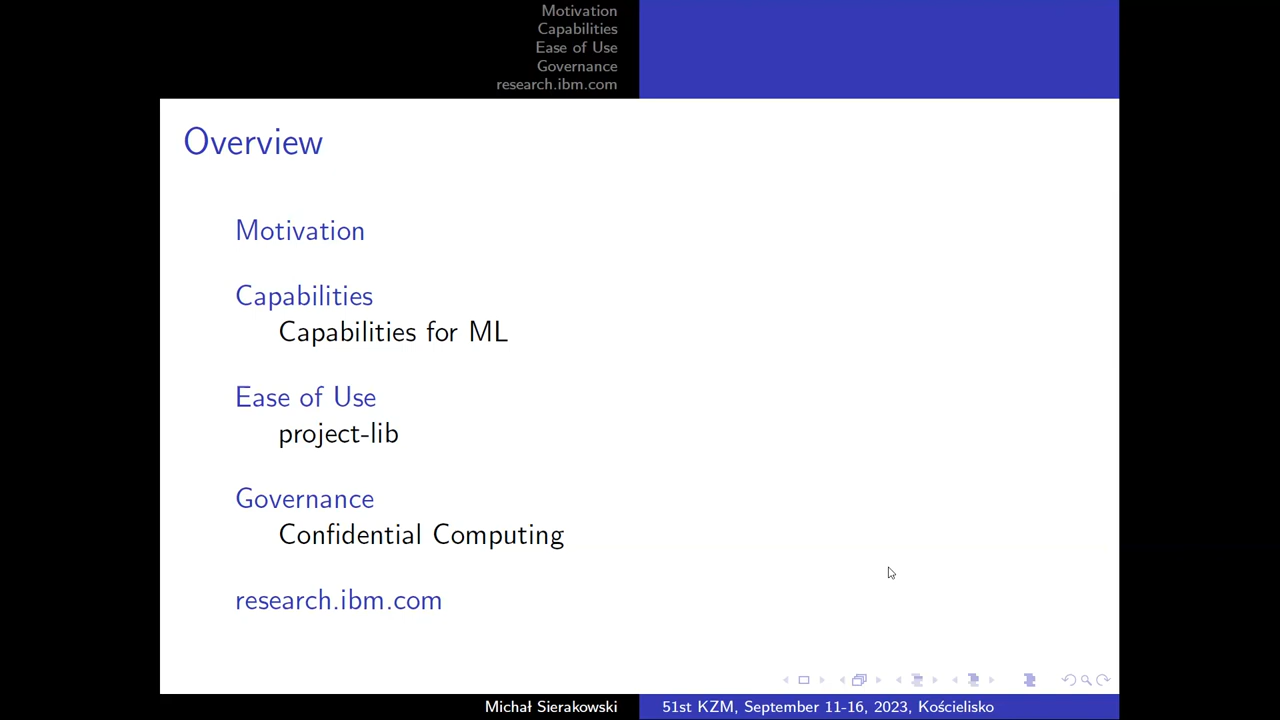 Motivation
Capabilities
Ease of Use
Governance
research.ibm.com
Overview
Motivation
Capabilities
Capabilities for ML
Ease of Use
project-lib
Governance
Confidential Computing
research.ibm.com
Michał Sierakowski
51st KZM, September 11-16, 2023, Kościelisko